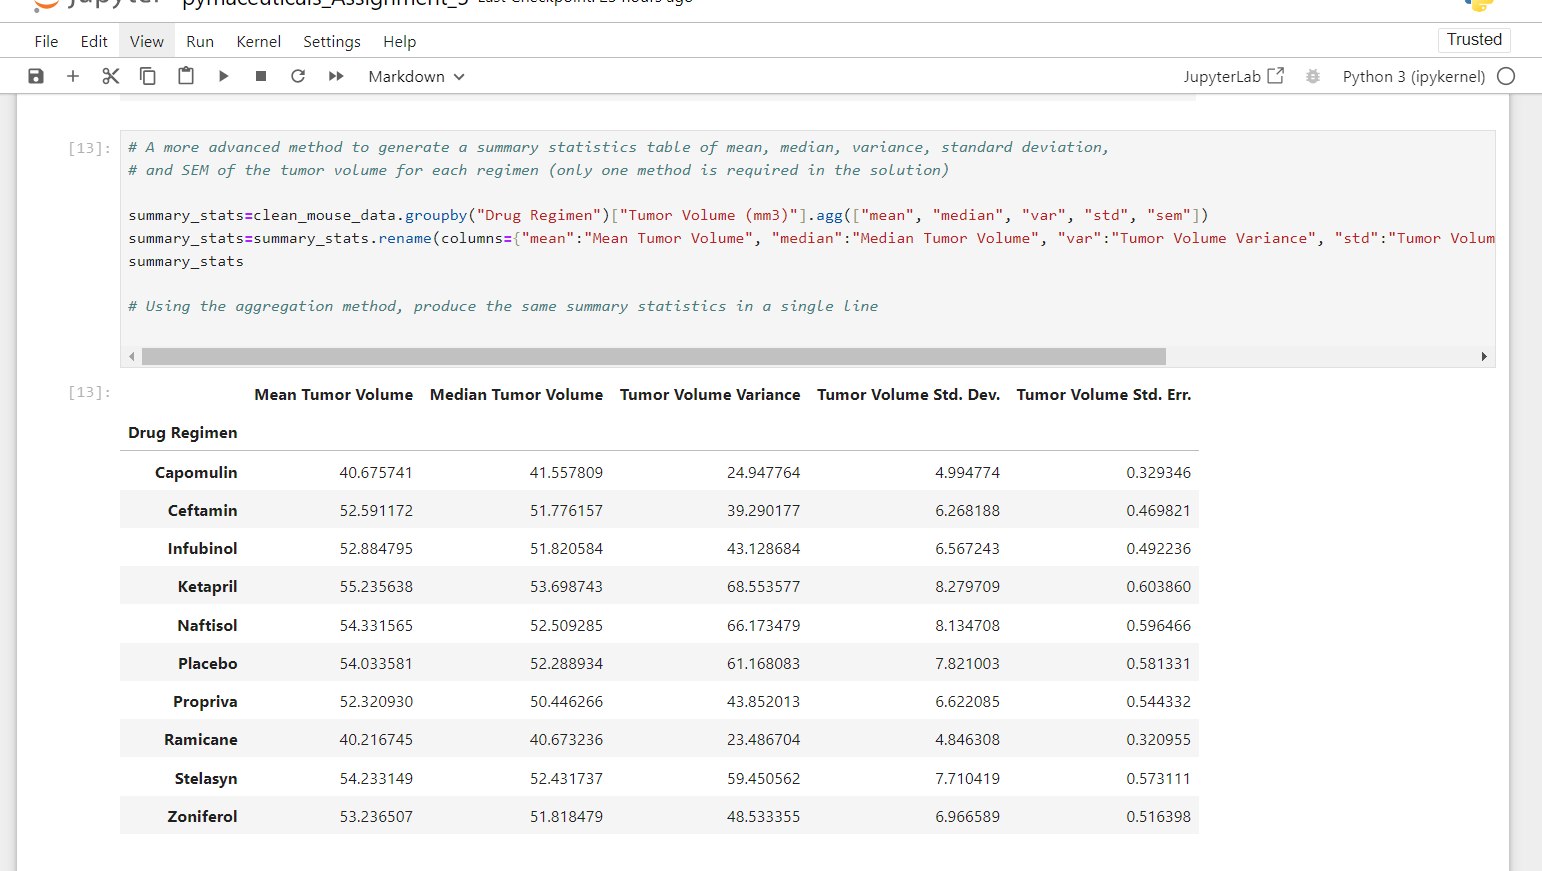 jupyter pymaceuticals_Assignment_5 Last Checkpoint: 23 hours ago
File Edit View Run Kernel Settings Help Trusted
Markdown JupyterLab Python 3 (ipykernel)
[13]: # A more advanced method to generate a summary statistics table of mean, median, variance, standard deviation,
# and SEM of the tumor volume for each regimen (only one method is required in the solution)
summary_stats=clean_mouse_data.groupby("Drug Regimen")["Tumor Volume (mm3)"].agg(["mean", "median", "var", "std", "sem"])
summary_stats=summary_stats.rename(columns={"mean":"Mean Tumor Volume", "median":"Median Tumor Volume", "var":"Tumor Volume Variance", "std":"Tumor Volum
summary_stats
# Using the aggregation method, produce the same summary statistics in a single line
[13]: Mean Tumor Volume Median Tumor Volume Tumor Volume Variance Tumor Volume Std. Dev. Tumor Volume Std. Err.
Drug Regimen
Capomulin 40.675741 41.557809 24.947764 4.994774 0.329346
Ceftamin 52.591172 51.776157 39.290177 6.268188 0.469821
Infubinol 52.884795 51.820584 43.128684 6.567243 0.492236
Ketapril 55.235638 53.698743 68.553577 8.279709 0.603860
Naftisol 54.331565 52.509285 66.173479 8.134708 0.596466
Placebo 54.033581 52.288934 61.168083 7.821003 0.581331
Propriva 52.320930 50.446266 43.852013 6.622085 0.544332
Ramicane 40.216745 40.673236 23.486704 4.846308 0.320955
Stelasyn 54.233149 52.431737 59.450562 7.710419 0.573111
Zoniferol 53.236507 51.818479 48.533355 6.966589 0.516398